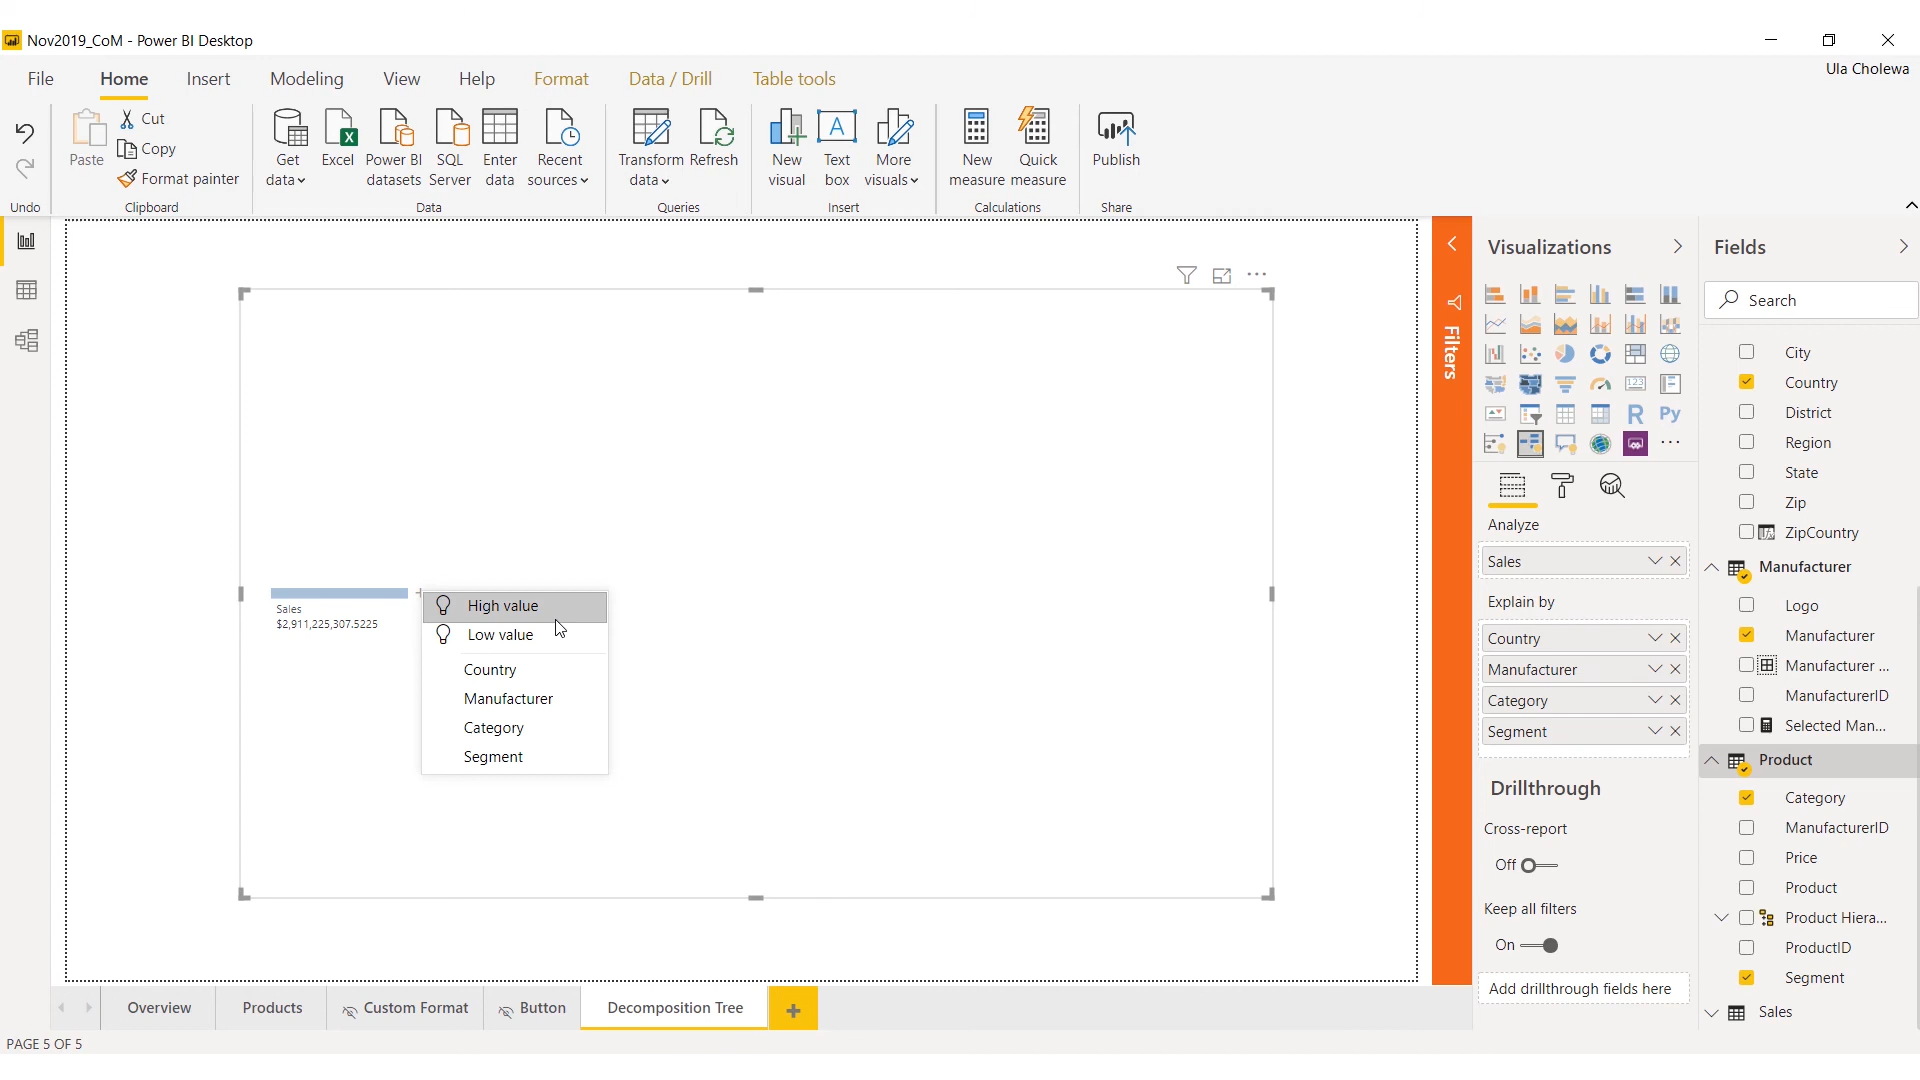 Nov2019_CoM - Power BI Desktop
Ula Cholewa
File Home Insert Modeling View Help Format Data / Drill Table tools
Paste
Cut
Copy
Format painter
Get data
Excel
Power BI datasets
SQL Server
Enter data
Recent sources
Transform data
Refresh
New visual
A
Text box
More visuals
New measure
Quick measure
Publish
Undo Clipboard Data Queries Insert Calculations Share
Sales
$2,911,225,307.5225
High value
Low value
Country
Manufacturer
Category
Segment
Filters
Visualizations
123
R Py
Analyze
Sales
Explain by
Country
Manufacturer
Category
Segment
Drillthrough
Cross-report
Off
Keep all filters
On
Add drillthrough fields here
Fields
Search
City
Country
District
Region
State
Zip
ZipCountry
Manufacturer
Logo
Manufacturer
Manufacturer ...
ManufacturerID
Selected Man...
Product
Category
ManufacturerID
Price
Product
Product Hiera...
ProductID
Segment
Sales
Overview Products Custom Format Button Decomposition Tree
PAGE 5 OF 5